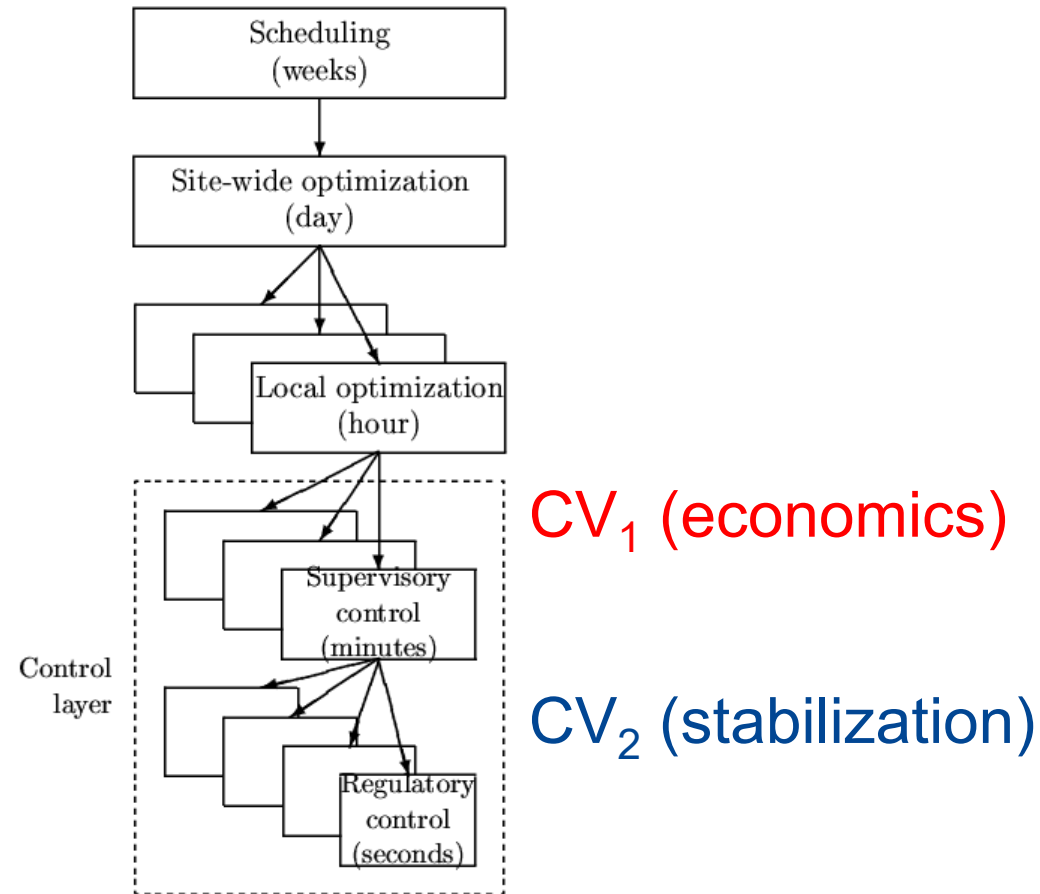 Scheduling
(weeks)
Site-wide optimization
(day)
Local optimization
(hour)
CV₁ (economics)
Supervisory
control
(minutes)
Control
layer
CV₂ (stabilization)
Regulatory
control
(seconds)